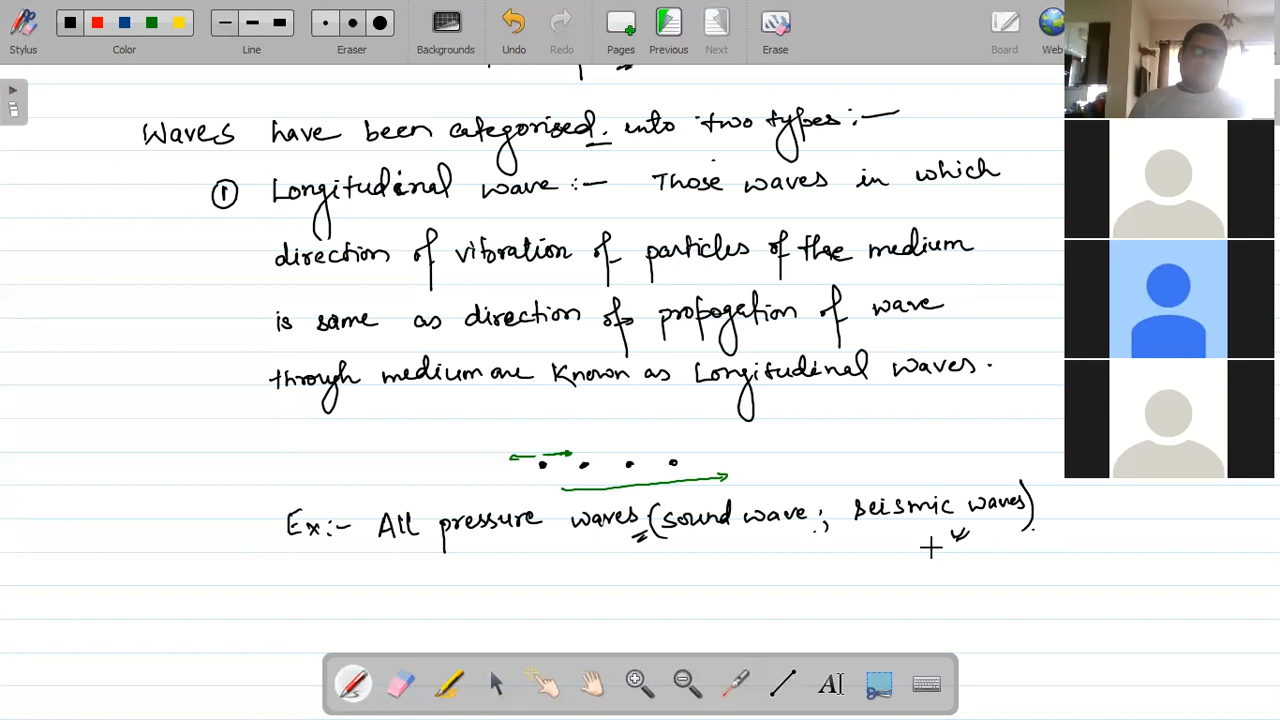 Stylus Color Line Eraser Backgrounds Undo Redo Pages Previous Next Erase Board Web
Waves have been categorised. into two types :—
① Longitudinal wave :— Those waves in which
direction of vibration of particles of the medium
is same as direction of propogation of wave
through medium are known as Longitudinal waves.
Ex:- All pressure waves (sound wave ; seismic waves).